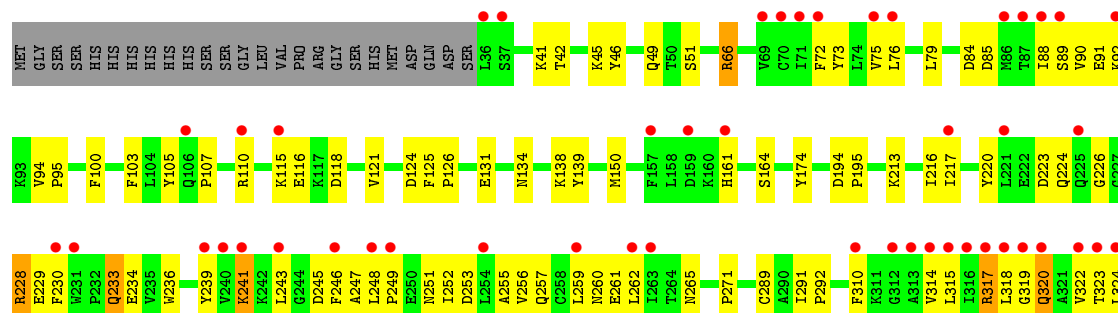 MET GLY SER SER HIS HIS HIS HIS HIS HIS SER SER GLY LEU VAL PRO ARG GLY SER HIS MET ASP GLN ASP SER L36 S37 K41 T42 K45 Y46 Q49 T50 S51 R66 V69 C70 I71 F72 Y73 L74 V75 L76 L79 D84 D85 M86 T87 I88 S89 V90 E91 K92
K93 V94 P95 F100 F103 L104 Y105 Q106 P107 R110 K115 E116 K117 D118 V121 D124 F125 P126 E131 N134 K138 Y139 M150 F157 L158 D159 K160 H161 S164 Y174 D194 P195 K213 I216 I217 Y220 L221 E222 D223 Q224 Q225 G226 G227
R228 E229 F230 W231 P232 Q233 E234 V235 W236 Y239 V240 K241 K242 L243 G244 D245 F246 A247 L248 P249 E250 N251 I252 D253 L254 A255 V256 Q257 C258 L259 N260 E261 L262 I263 T264 N265 P271 C289 A290 I291 P292 F310 K311 G312 A313 V314 L315 I316 R317 L318 G319 Q320 A321 V322 T323